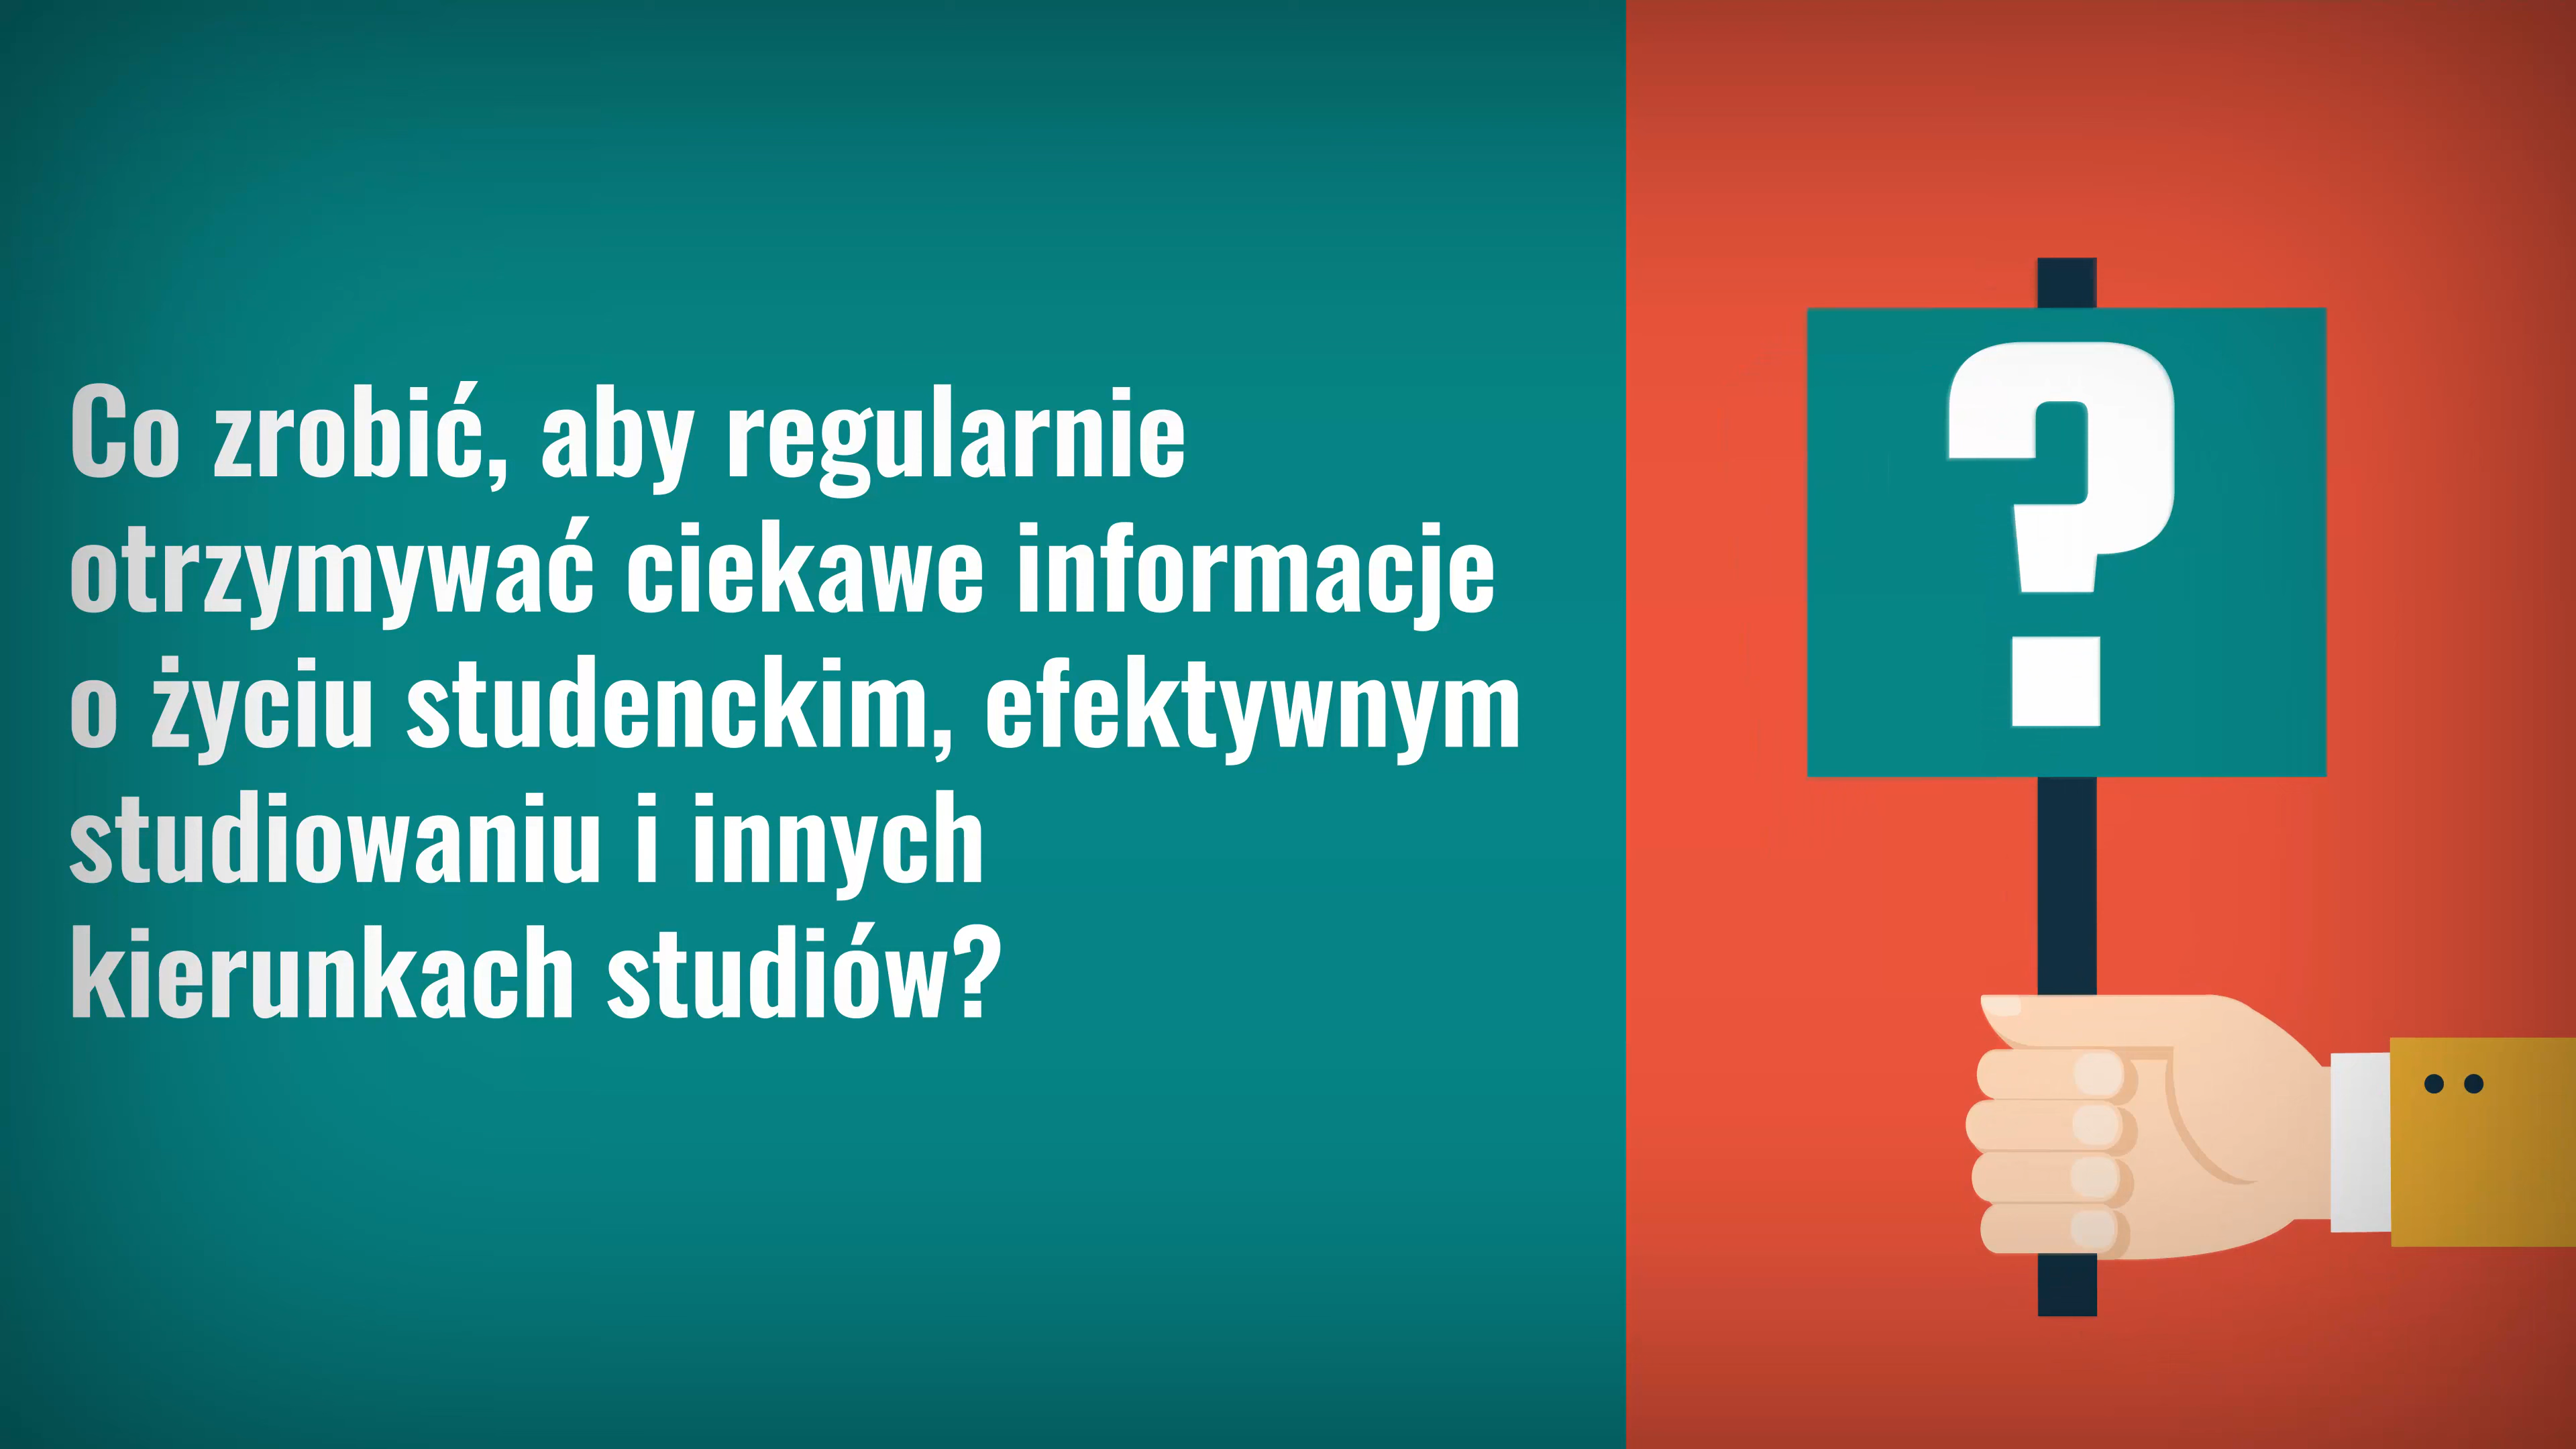 Co zrobić, aby regularnie
otrzymywać ciekawe informacje
o życiu studenckim, efektywnym
studiowaniu i innych
kierunkach studiów?
?